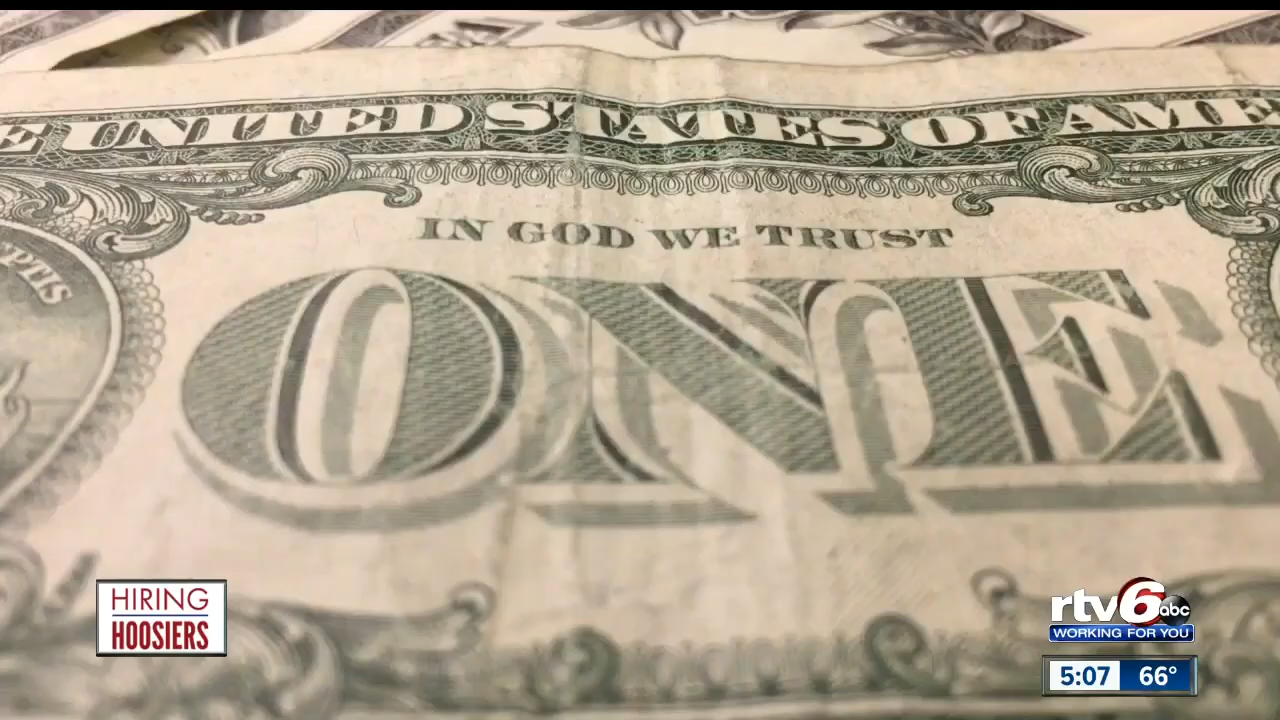 E UNITED STATES OF AME
IN GOD WE TRUST
PTIS
ONE
HIRING
HOOSIERS
rtv6 abc
WORKING FOR YOU
5:07 66°